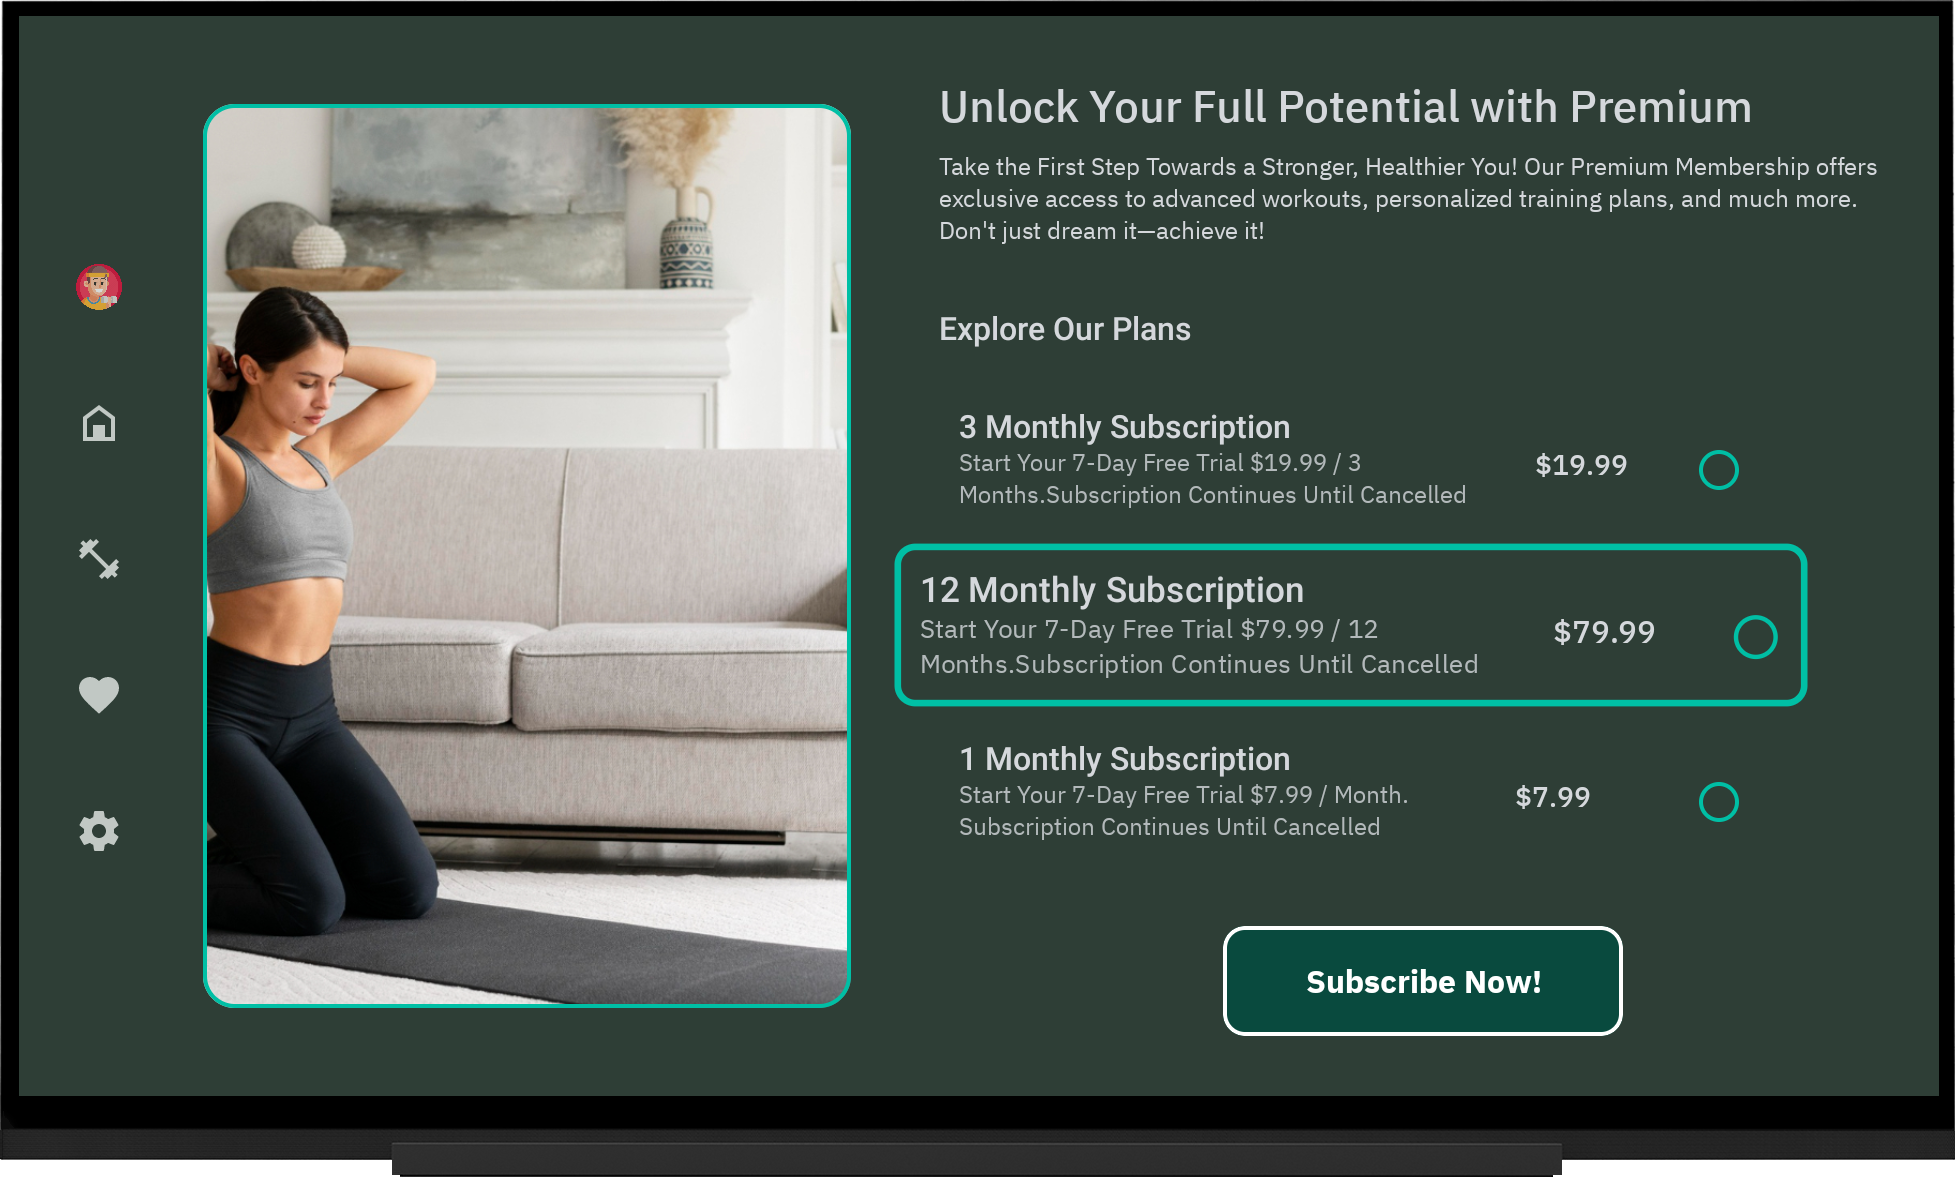 Unlock Your Full Potential with Premium
Take the First Step Towards a Stronger, Healthier You! Our Premium Membership offers
exclusive access to advanced workouts, personalized training plans, and much more.
Don't just dream it—achieve it!
Explore Our Plans
3 Monthly Subscription
Start Your 7-Day Free Trial $19.99 / 3
Months.Subscription Continues Until Cancelled
$19.99
12 Monthly Subscription
Start Your 7-Day Free Trial $79.99 / 12
Months.Subscription Continues Until Cancelled
$79.99
1 Monthly Subscription
Start Your 7-Day Free Trial $7.99 / Month.
Subscription Continues Until Cancelled
$7.99
Subscribe Now!